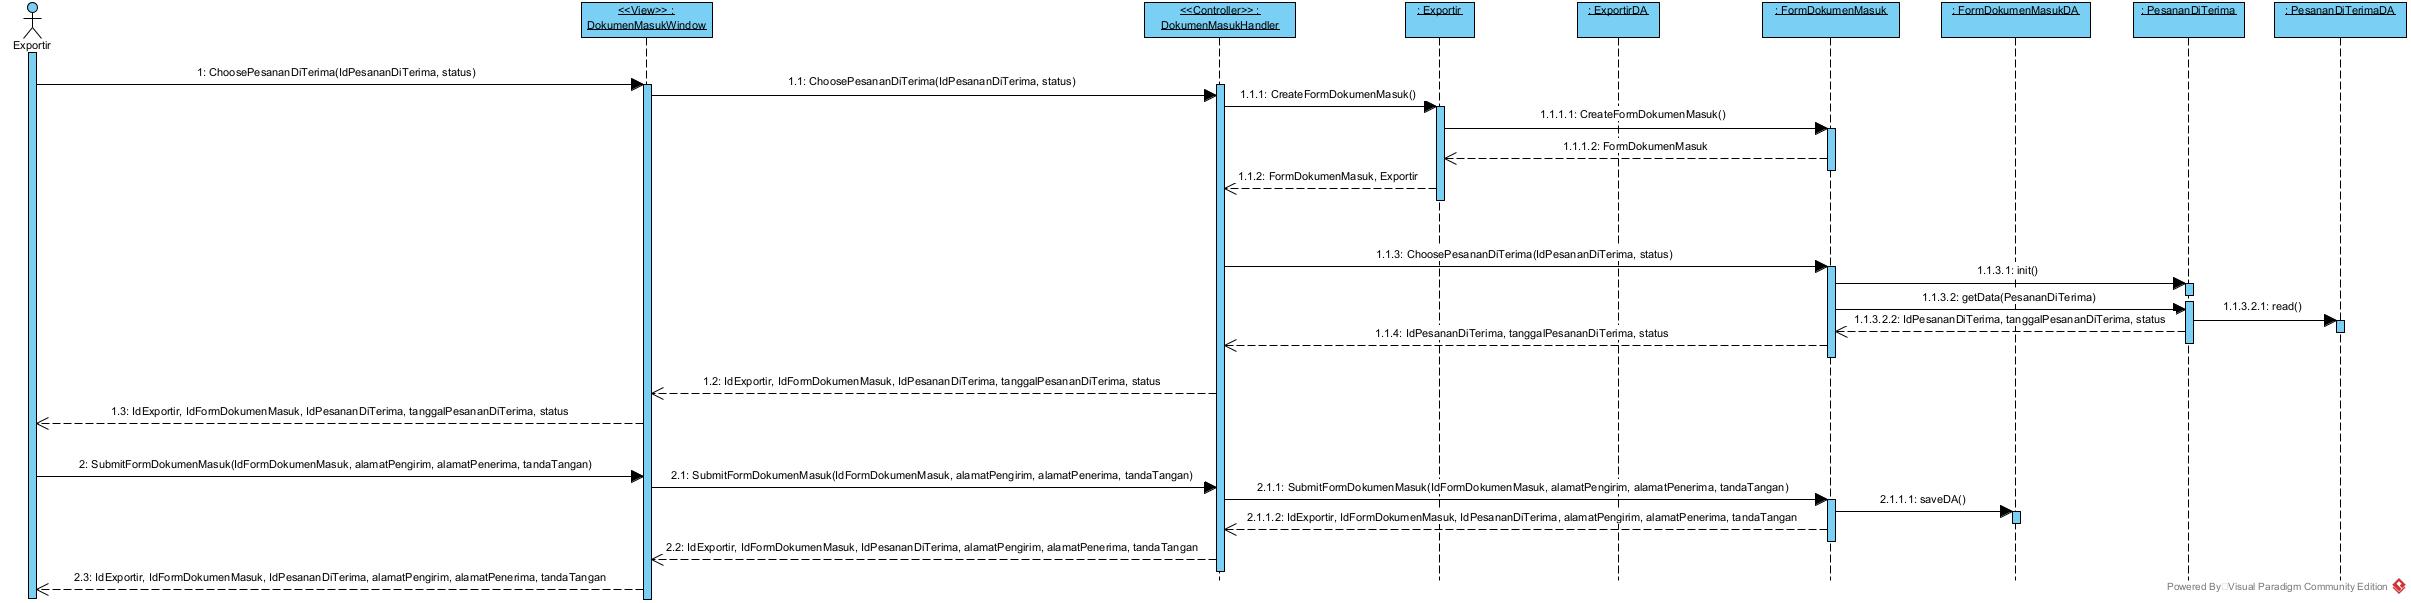 Exportir
<<View>> :
DokumenMasukWindow
<<Controller>> :
DokumenMasukHandler
: Exportir
: ExportirDA
: FormDokumenMasuk
: FormDokumenMasukDA
: PesananDiTerima
: PesananDiTerimaDA
1: ChoosePesananDiTerima(IdPesananDiTerima, status)
1.1: ChoosePesananDiTerima(IdPesananDiTerima, status)
1.1.1: CreateFormDokumenMasuk()
1.1.1.1: CreateFormDokumenMasuk()
1.1.1.2: FormDokumenMasuk
1.1.2: FormDokumenMasuk, Exportir
1.1.3: ChoosePesananDiTerima(IdPesananDiTerima, status)
1.1.3.1: init()
1.1.3.2: getData(PesananDiTerima)
1.1.3.2.1: read()
1.1.3.2.2: IdPesananDiTerima, tanggalPesananDiTerima, status
1.1.4: IdPesananDiTerima, tanggalPesananDiTerima, status
1.2: IdExportir, IdFormDokumenMasuk, IdPesananDiTerima, tanggalPesananDiTerima, status
1.3: IdExportir, IdFormDokumenMasuk, IdPesananDiTerima, tanggalPesananDiTerima, status
2: SubmitFormDokumenMasuk(IdFormDokumenMasuk, alamatPengirim, alamatPenerima, tandaTangan)
2.1: SubmitFormDokumenMasuk(IdFormDokumenMasuk, alamatPengirim, alamatPenerima, tandaTangan)
2.1.1: SubmitFormDokumenMasuk(IdFormDokumenMasuk, alamatPengirim, alamatPenerima, tandaTangan)
2.1.1.1: saveDA()
2.1.1.2: IdExportir, IdFormDokumenMasuk, IdPesananDiTerima, alamatPengirim, alamatPenerima, tandaTangan
2.2: IdExportir, IdFormDokumenMasuk, IdPesananDiTerima, alamatPengirim, alamatPenerima, tandaTangan
2.3: IdExportir, IdFormDokumenMasuk, IdPesananDiTerima, alamatPengirim, alamatPenerima, tandaTangan
Powered By Visual Paradigm Community Edition